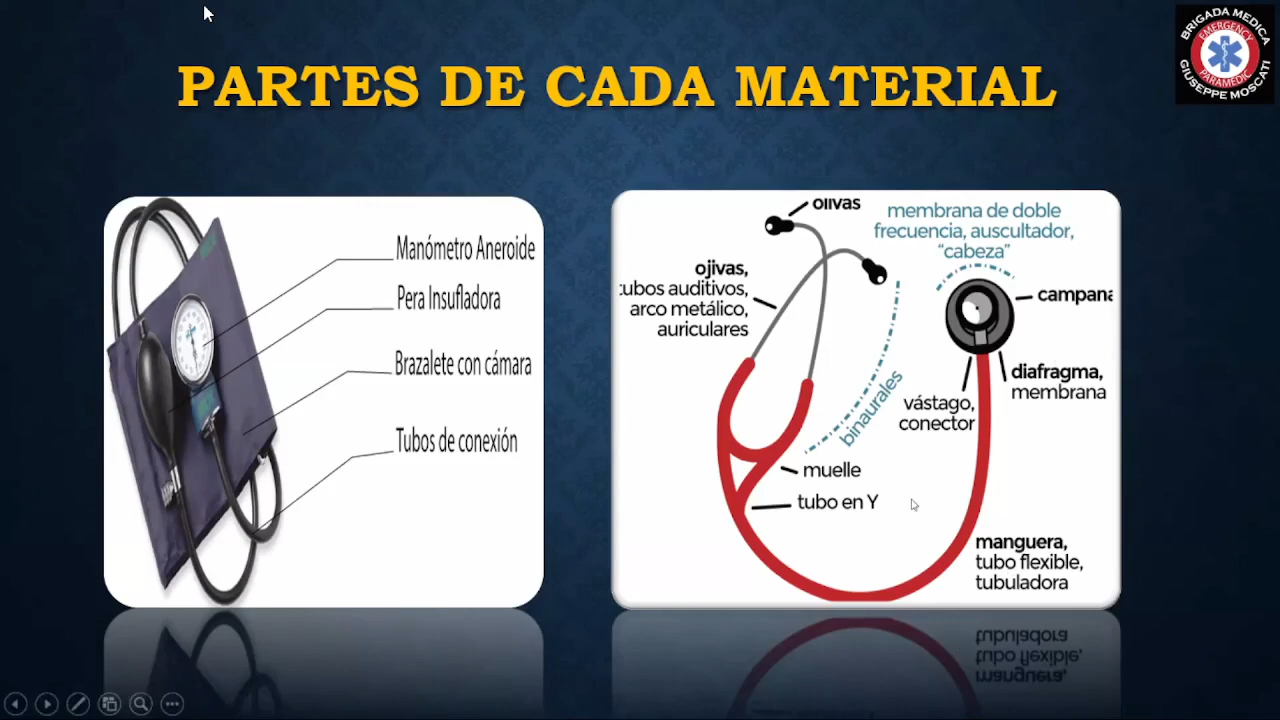 PARTES DE CADA MATERIAL
BRIGADA MEDICA
EMERGENCY
PARAMEDIC
GIUSEPPE MOSCATI
Manómetro Aneroide
Pera Insufladora
Brazalete con cámara
Tubos de conexión
olivas
membrana de doble
frecuencia, auscultador,
“cabeza”
ojivas,
tubos auditivos,
arco metálico,
auriculares
campana
diafragma,
membrana
vástago,
conector
binaurales
muelle
tubo en Y
manguera,
tubo flexible,
tubuladora